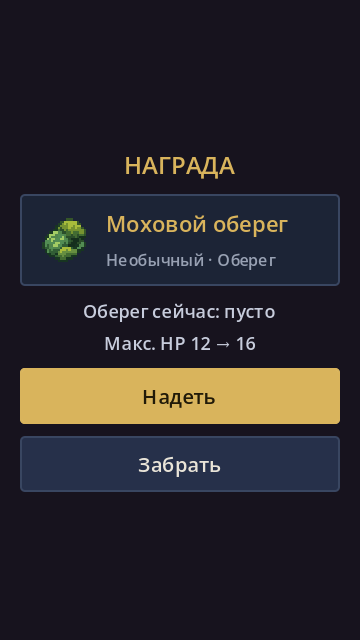 НАГРАДА
Моховой оберег
Необычный · Оберег
Оберег сейчас: пусто
Макс. HP 12 → 16
Надеть
Забрать